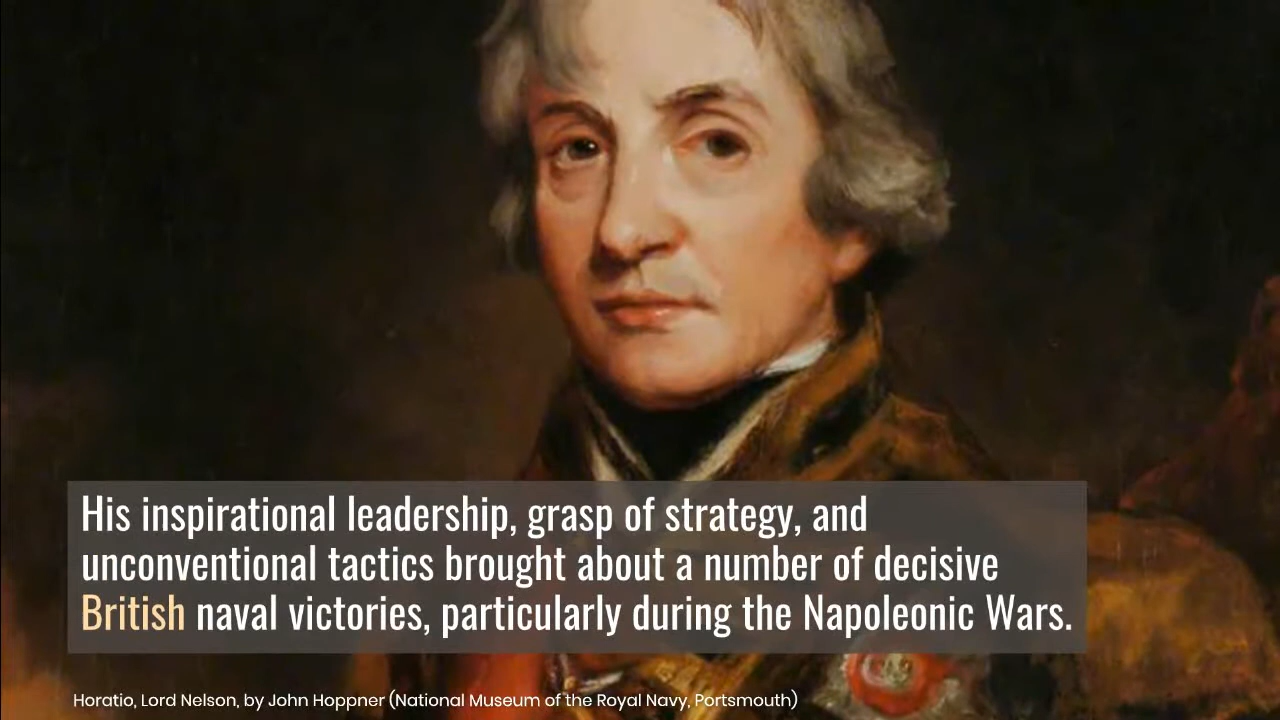 His inspirational leadership, grasp of strategy, and
unconventional tactics brought about a number of decisive
British naval victories, particularly during the Napoleonic Wars.
Horatio, Lord Nelson, by John Hoppner (National Museum of the Royal Navy, Portsmouth)